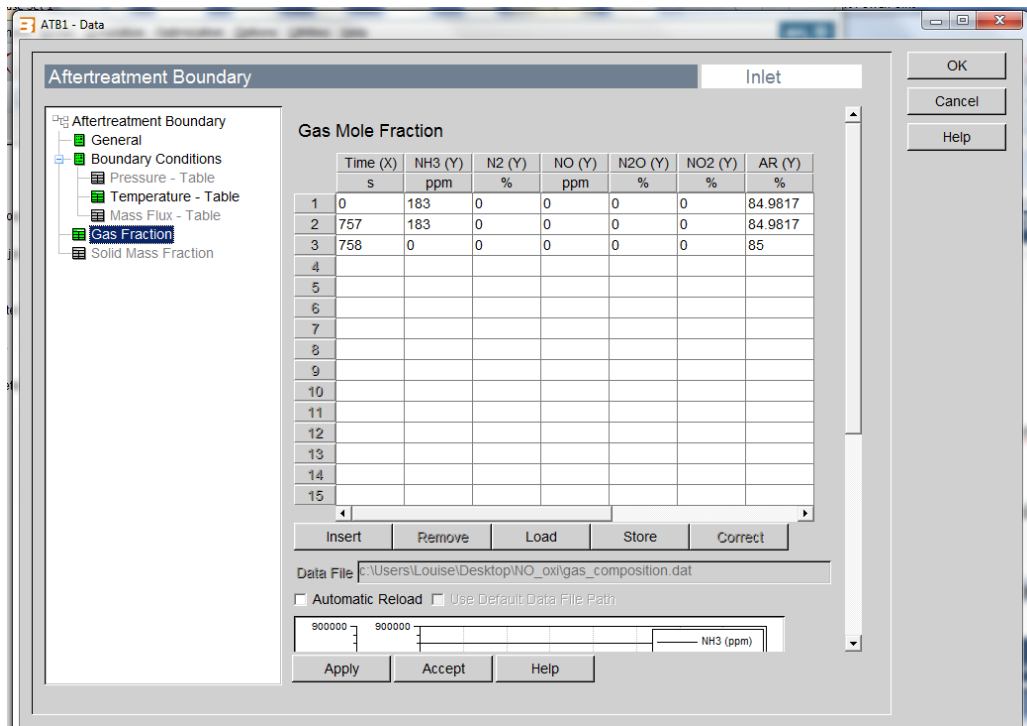 ATB1 - Data
Aftertreatment Boundary Inlet
OK
Cancel
Help
Aftertreatment Boundary
General
Boundary Conditions
Pressure - Table
Temperature - Table
Mass Flux - Table
Gas Fraction
Solid Mass Fraction
Gas Mole Fraction
Time (X) NH3 (Y) N2 (Y) NO (Y) N2O (Y) NO2 (Y) AR (Y)
s ppm % ppm % % %
1 0 183 0 0 0 0 84.9817
2 757 183 0 0 0 0 84.9817
3 758 0 0 0 0 0 85
4
5
6
7
8
9
10
11
12
13
14
15
Insert Remove Load Store Correct
Data File c:\Users\Louise\Desktop\NO_oxi\gas_composition.dat
Automatic Reload Use Default Data File Path
900000 900000 NH3 (ppm)
Apply Accept Help